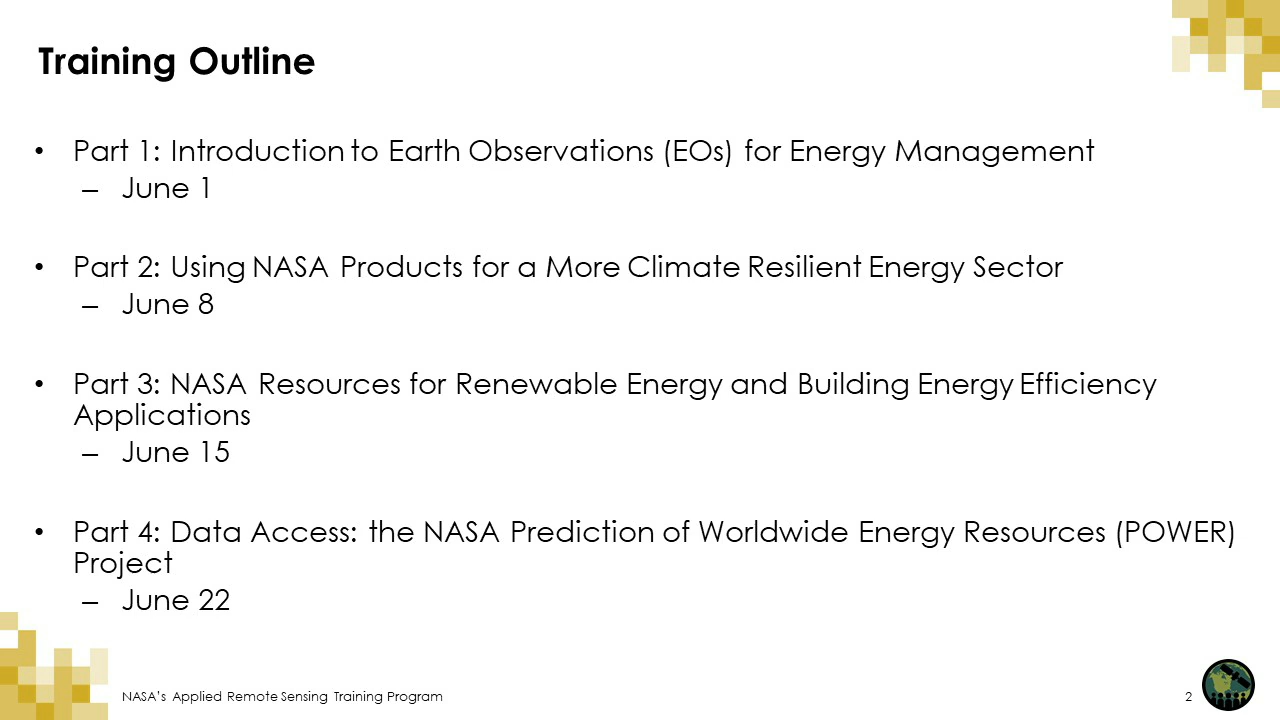 Training Outline
• Part 1: Introduction to Earth Observations (EOs) for Energy Management
– June 1
• Part 2: Using NASA Products for a More Climate Resilient Energy Sector
– June 8
• Part 3: NASA Resources for Renewable Energy and Building Energy Efficiency
Applications
– June 15
• Part 4: Data Access: the NASA Prediction of Worldwide Energy Resources (POWER)
Project
– June 22
NASA's Applied Remote Sensing Training Program
2